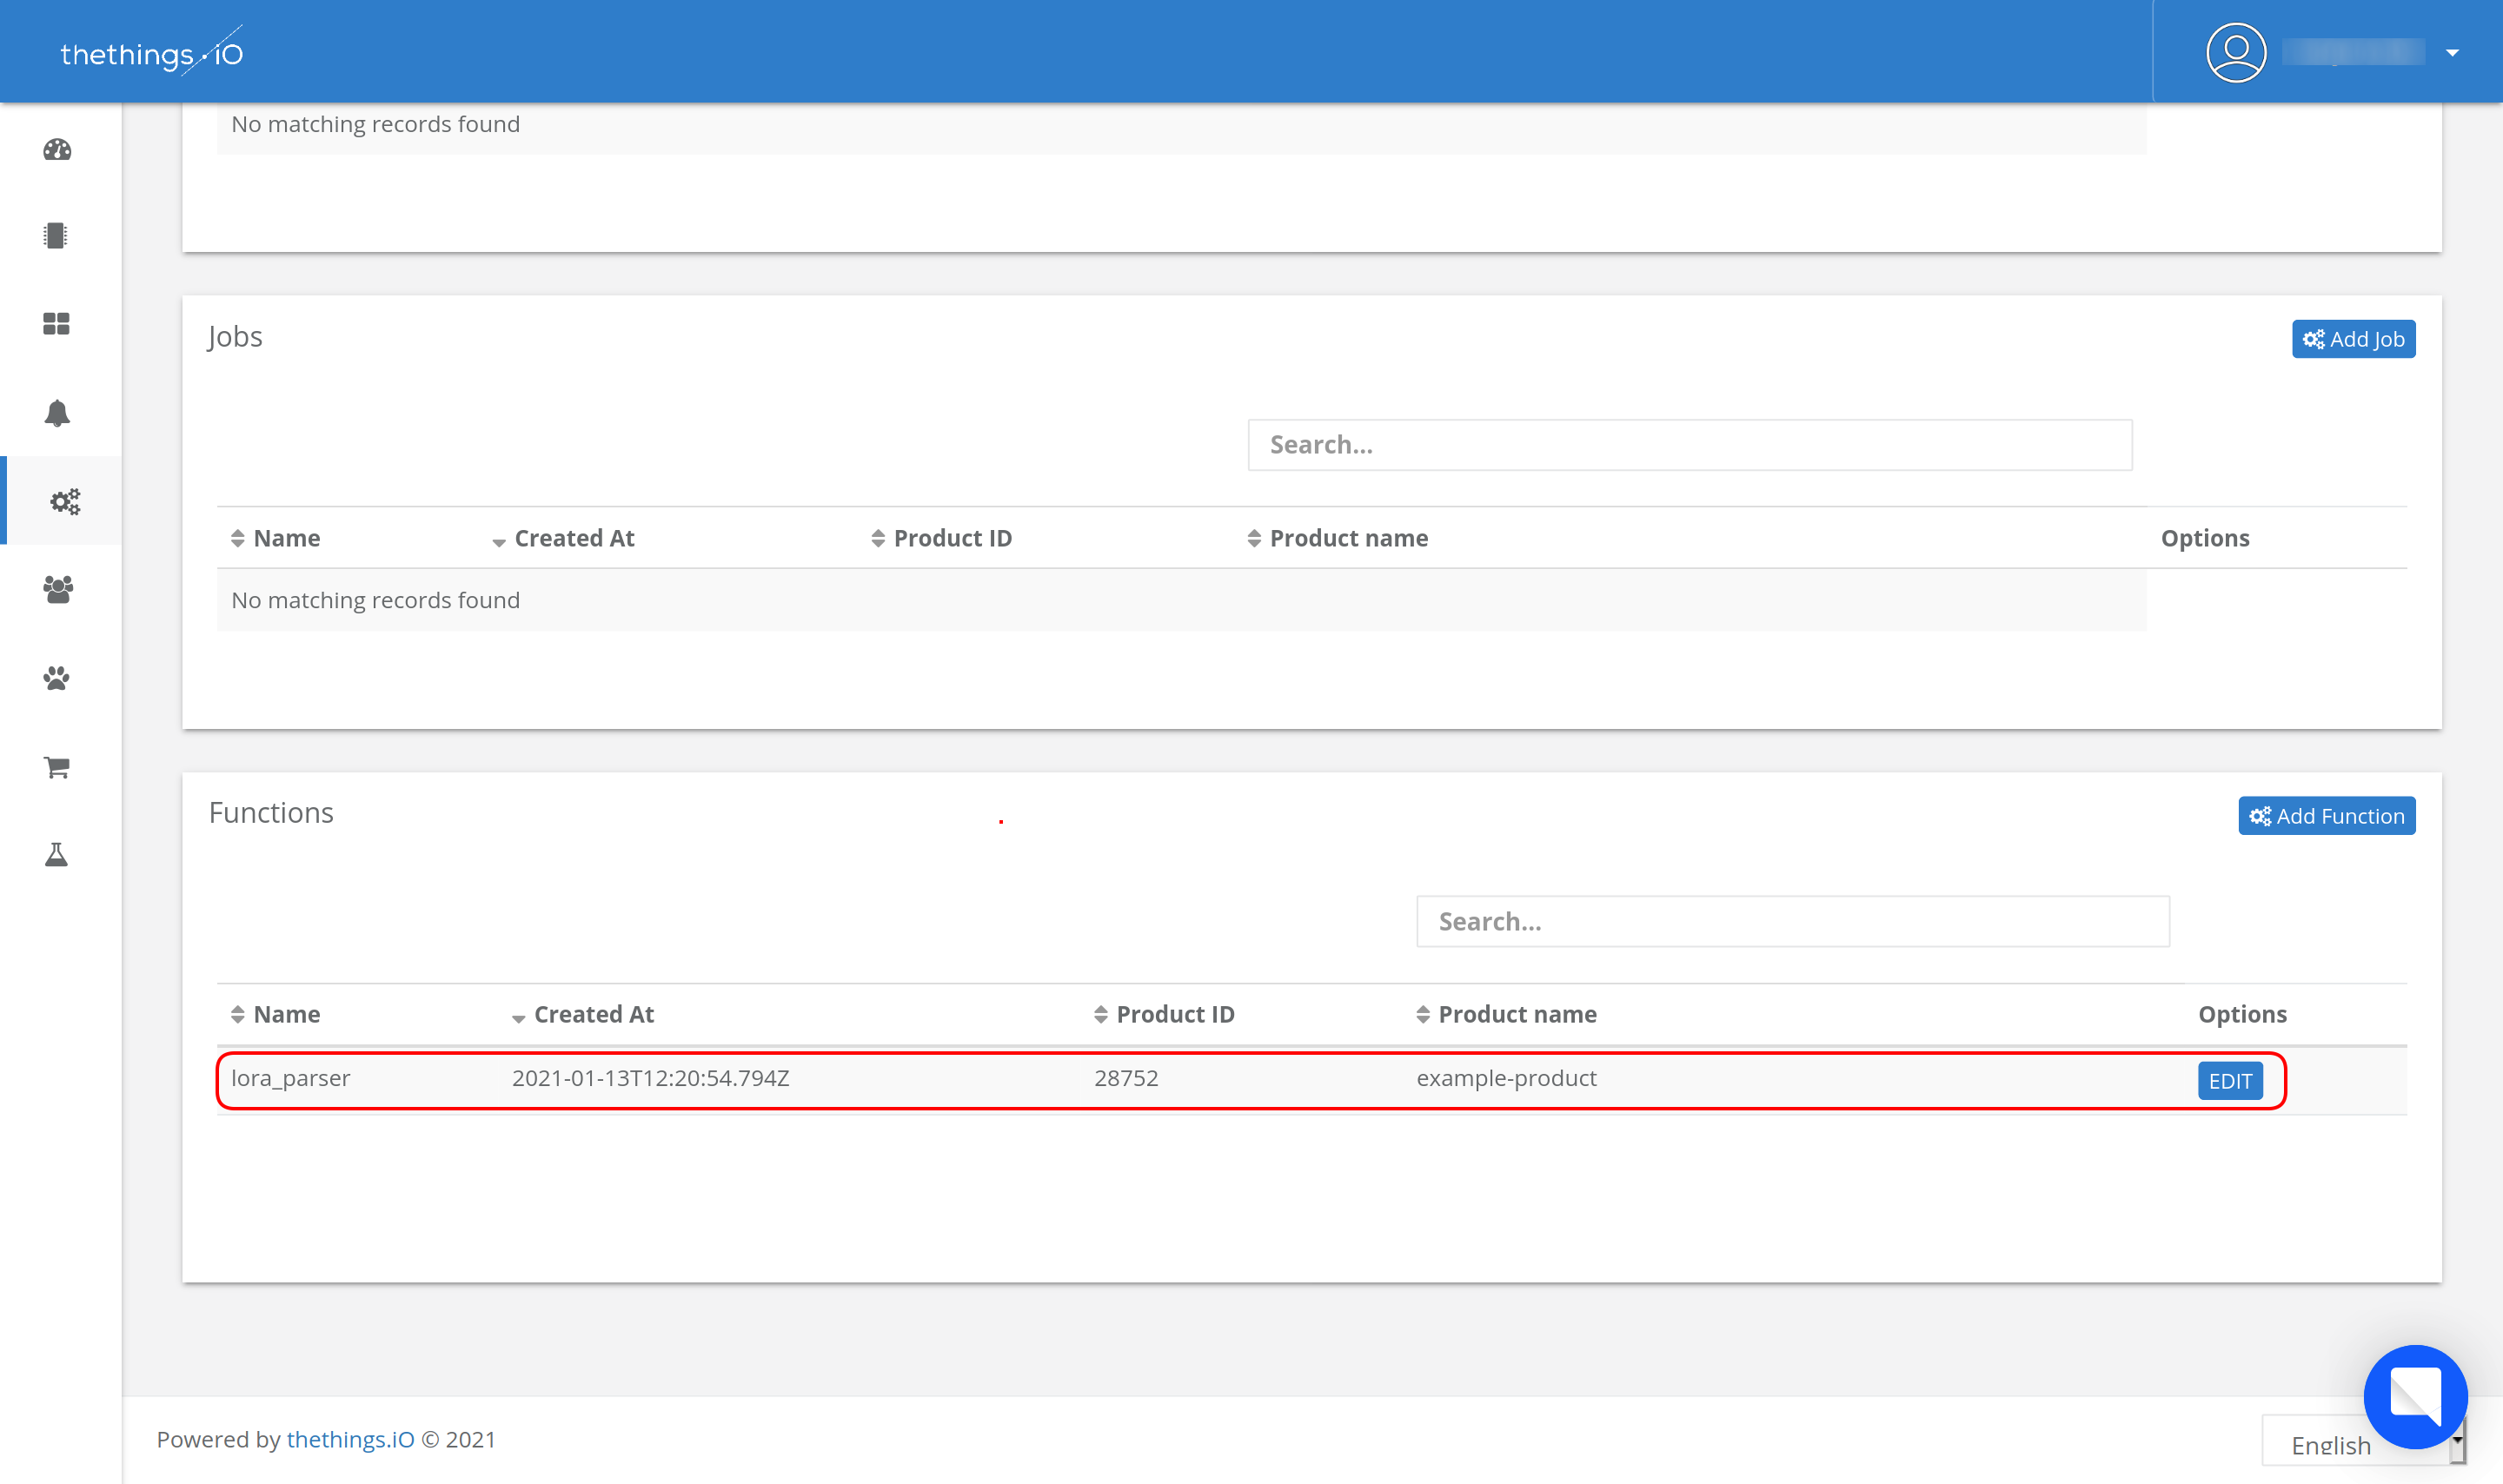 thethings.iO
No matching records found
Jobs
Add Job
Search...
Name Created At Product ID Product name Options
No matching records found
Functions
Add Function
Search...
Name Created At Product ID Product name Options
lora_parser 2021-01-13T12:20:54.794Z 28752 example-product EDIT
Powered by thethings.iO © 2021
English